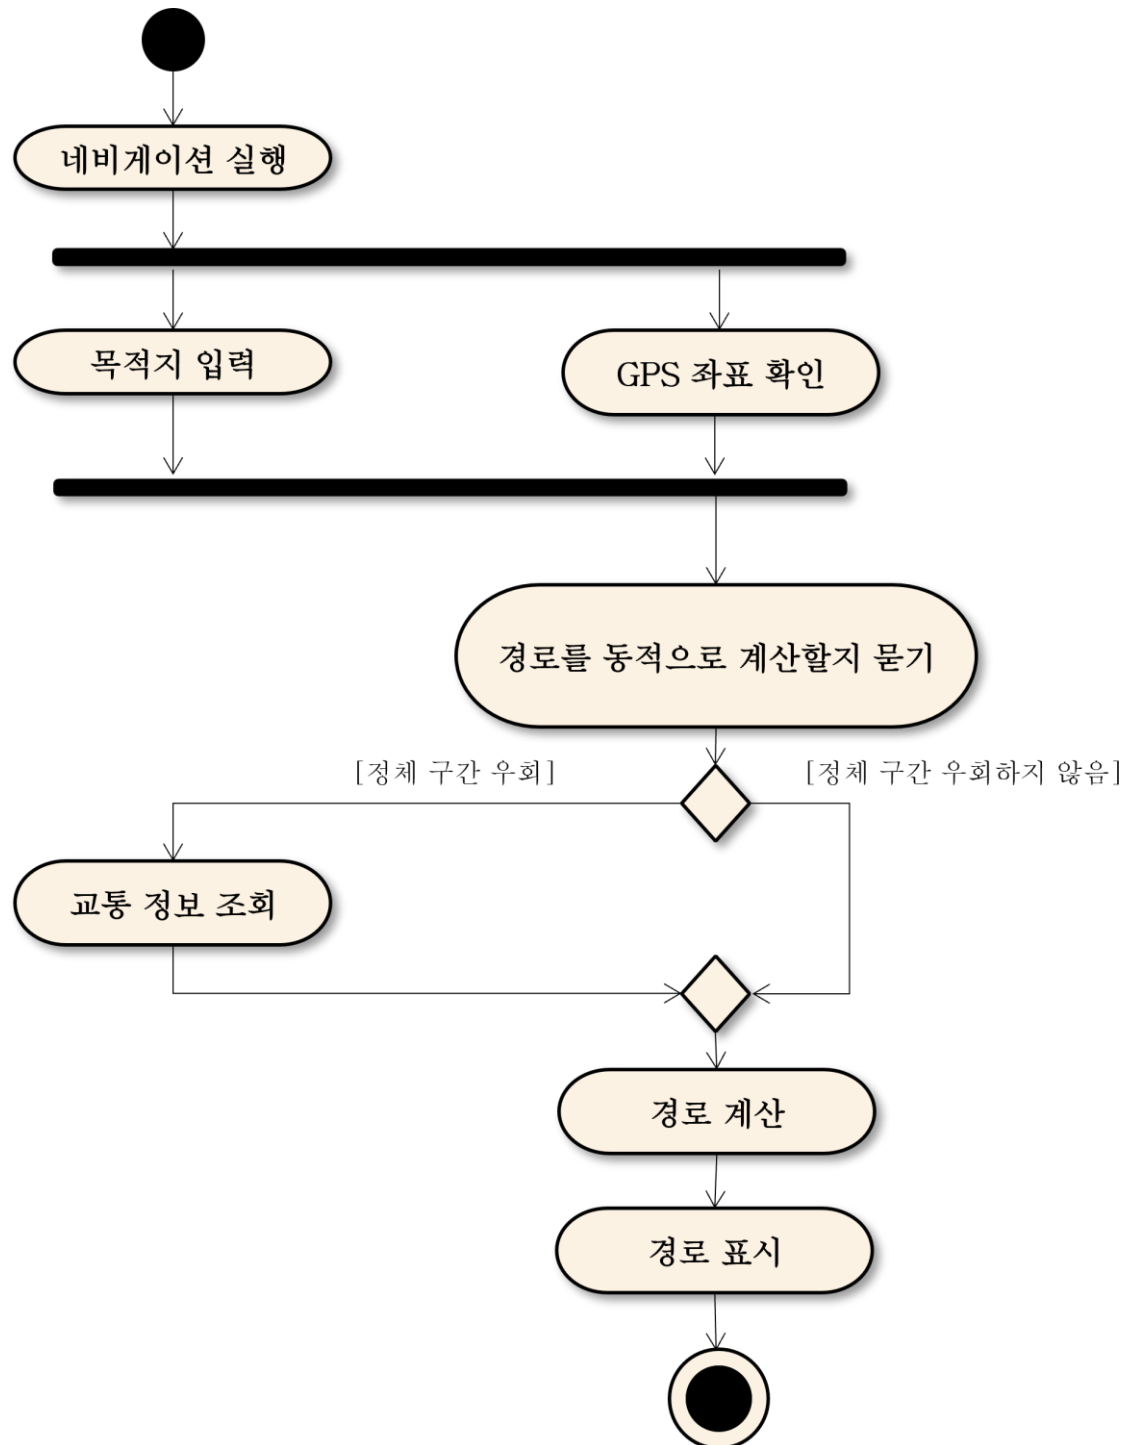 네비게이션 실행
목적지 입력
GPS 좌표 확인
경로를 동적으로 계산할지 묻기
[정체 구간 우회]
[정체 구간 우회하지 않음]
교통 정보 조회
경로 계산
경로 표시